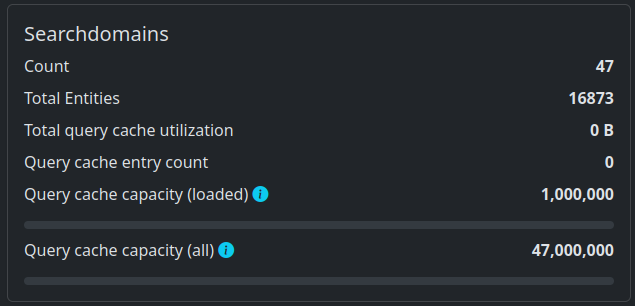 Searchdomains
Count 47
Total Entities 16873
Total query cache utilization 0 B
Query cache entry count 0
Query cache capacity (loaded) i 1,000,000
Query cache capacity (all) i 47,000,000